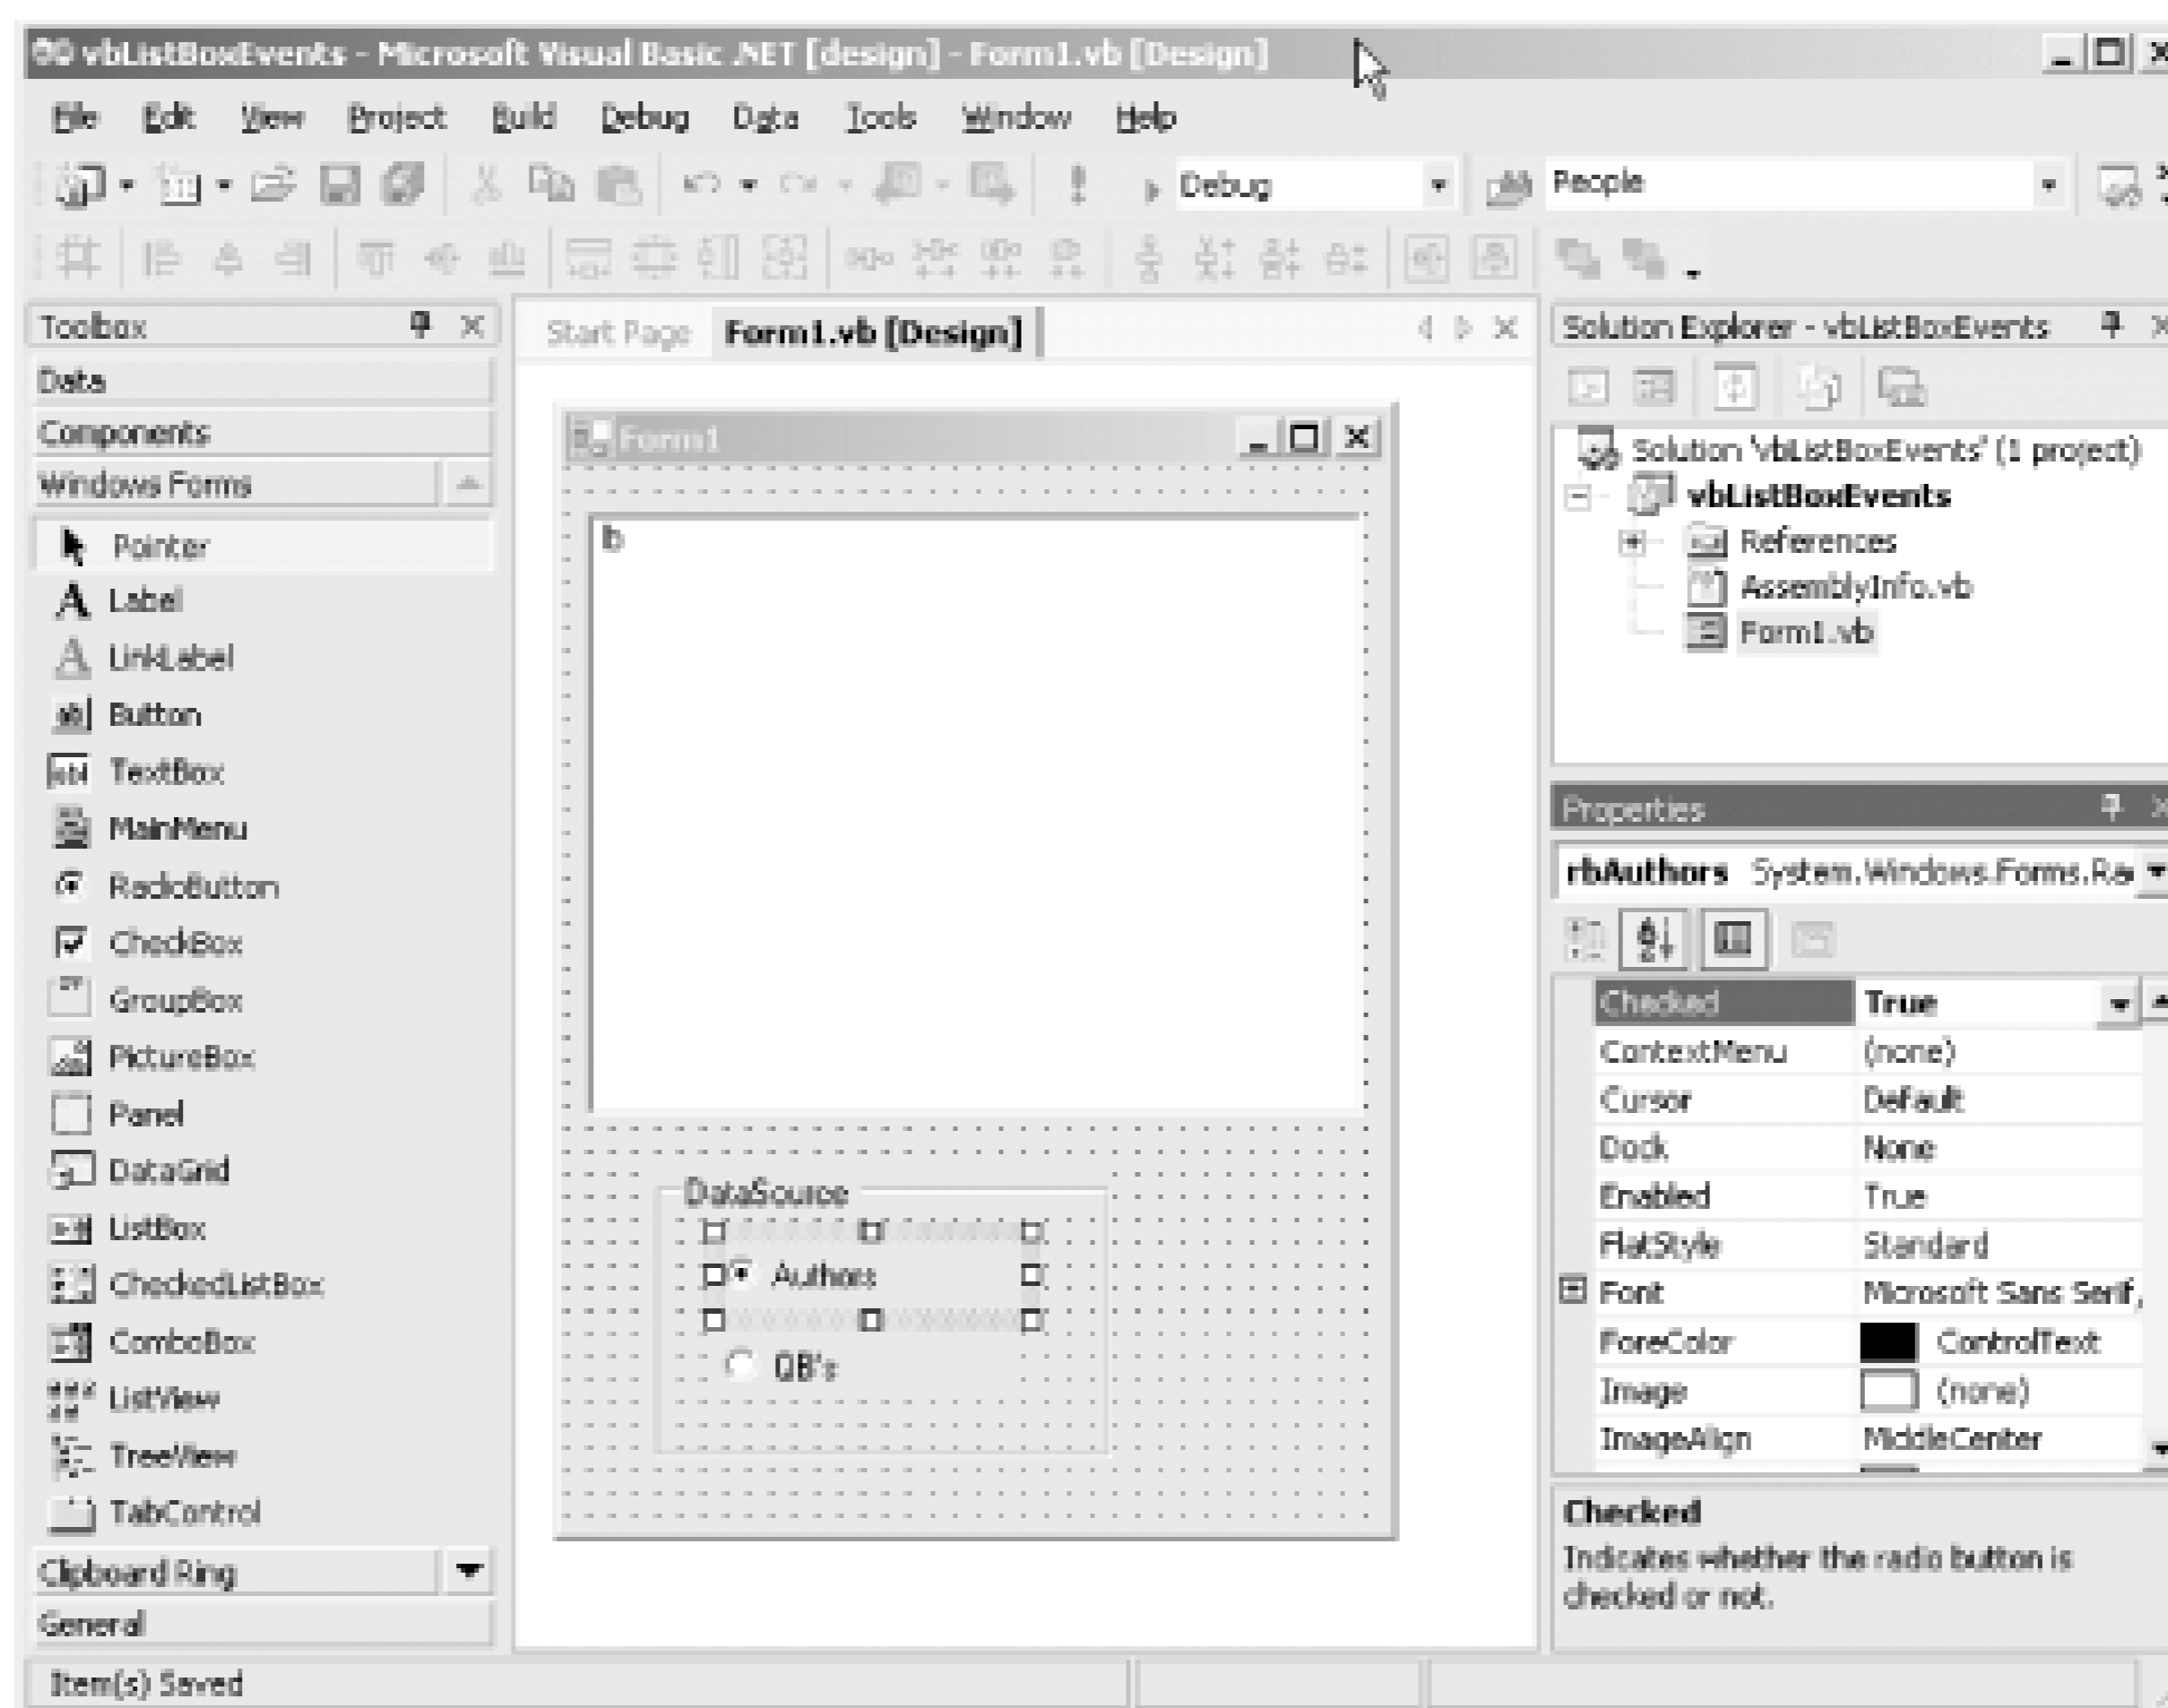 vbListBoxEvents - Microsoft Visual Basic .NET [design] - Form1.vb [Design]
File Edit View Project Build Debug Data Tools Window Help
Debug People
Toolbox
Data
Components
Windows Forms
Pointer
Label
LinkLabel
Button
TextBox
MainMenu
RadioButton
CheckBox
GroupBox
PictureBox
Panel
DataGrid
ListBox
CheckedListBox
ComboBox
ListView
TreeView
TabControl
Clipboard Ring
General
Start Page Form1.vb [Design]
Form1
lb
DataSource
Authors
QB's
Solution Explorer - vbListBoxEvents
Solution 'vbListBoxEvents' (1 project)
vbListBoxEvents
References
AssemblyInfo.vb
Form1.vb
Properties
rbAuthors System.Windows.Forms.Ra
Checked True
ContextMenu (none)
Cursor Default
Dock None
Enabled True
FlatStyle Standard
Font Microsoft Sans Serif,
ForeColor ControlText
Image (none)
ImageAlign MiddleCenter
Checked
Indicates whether the radio button is
checked or not.
Item(s) Saved